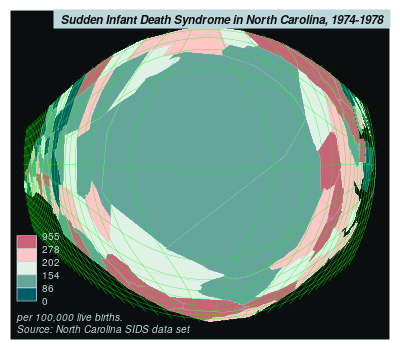 Sudden Infant Death Syndrome in North Carolina, 1974-1978
955
278
202
154
86
0
per 100,000 live births.
Source: North Carolina SIDS data set